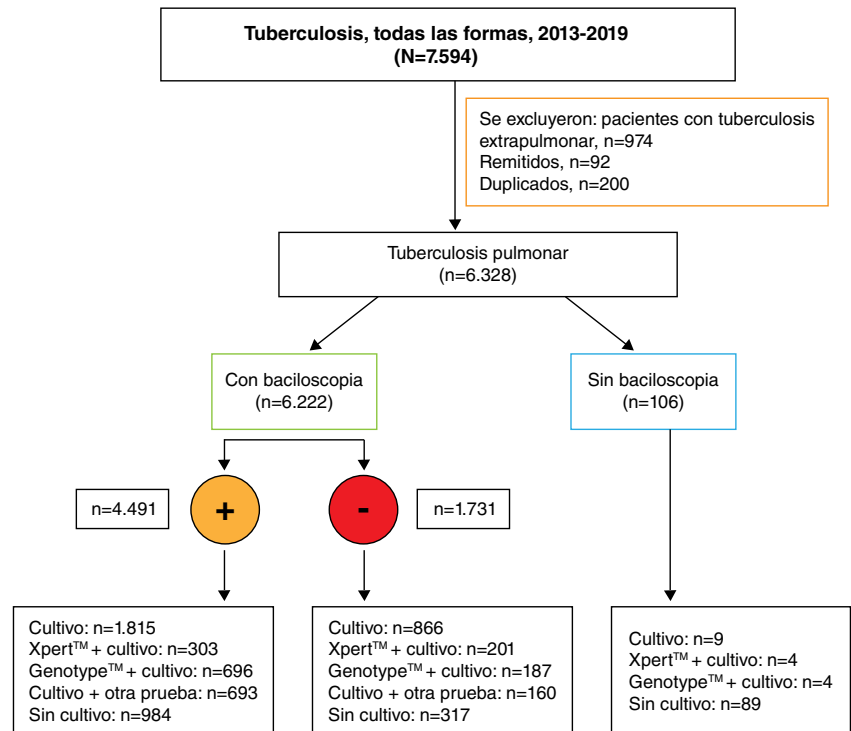 Tuberculosis, todas las formas, 2013-2019
(N=7.594)
Se excluyeron: pacientes con tuberculosis
extrapulmonar, n=974
Remitidos, n=92
Duplicados, n=200
Tuberculosis pulmonar
(n=6.328)
Con baciloscopia
(n=6.222)
Sin baciloscopia
(n=106)
n=4.491
+
-
n=1.731
Cultivo: n=1.815
Xpert™ + cultivo: n=303
Genotype™ + cultivo: n=696
Cultivo + otra prueba: n=693
Sin cultivo: n=984
Cultivo: n=866
Xpert™ + cultivo: n=201
Genotype™ + cultivo: n=187
Cultivo + otra prueba: n=160
Sin cultivo: n=317
Cultivo: n=9
Xpert™ + cultivo: n=4
Genotype™ + cultivo: n=4
Sin cultivo: n=89